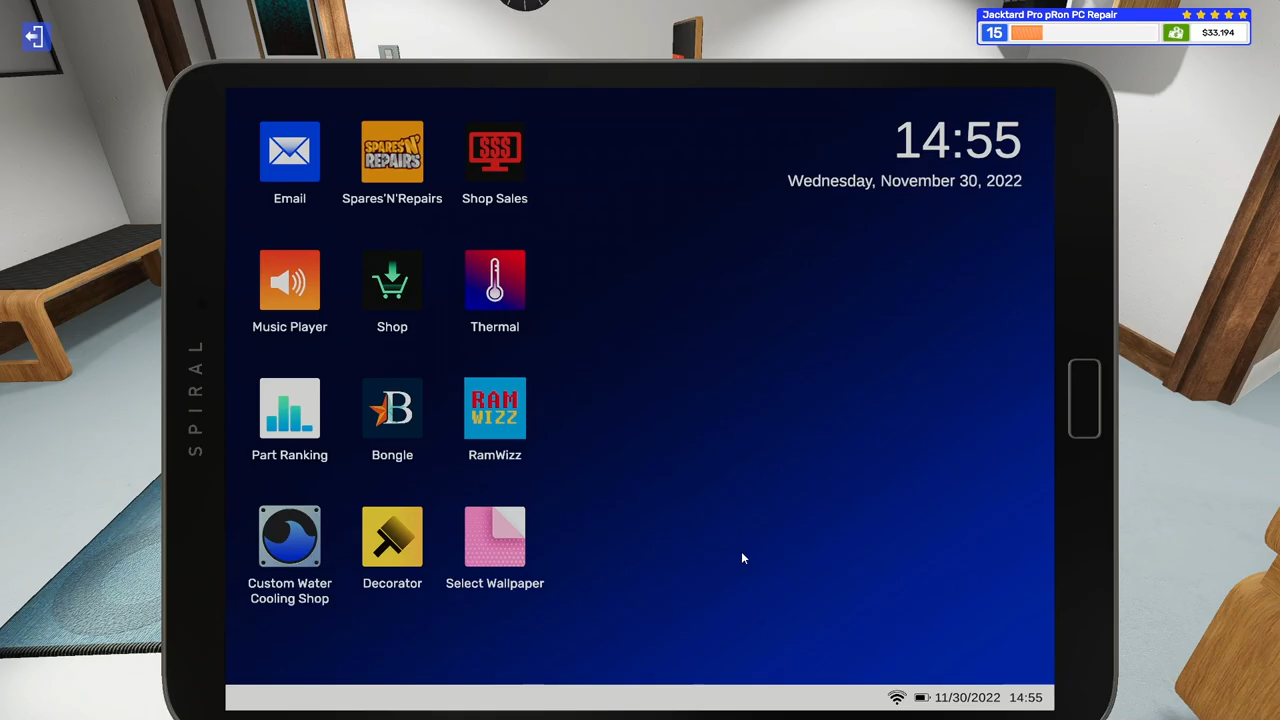 Jacktard Pro pRon PC Repair
15
$33,194
14:55
Wednesday, November 30, 2022
Email
SPARES'N'REPAIRS
Spares'N'Repairs
$$$
Shop Sales
Music Player
Shop
Thermal
Part Ranking
B
Bongle
RAM
WIZZ
RamWizz
Custom Water
Cooling Shop
Decorator
Select Wallpaper
SPIRAL
11/30/2022 14:55